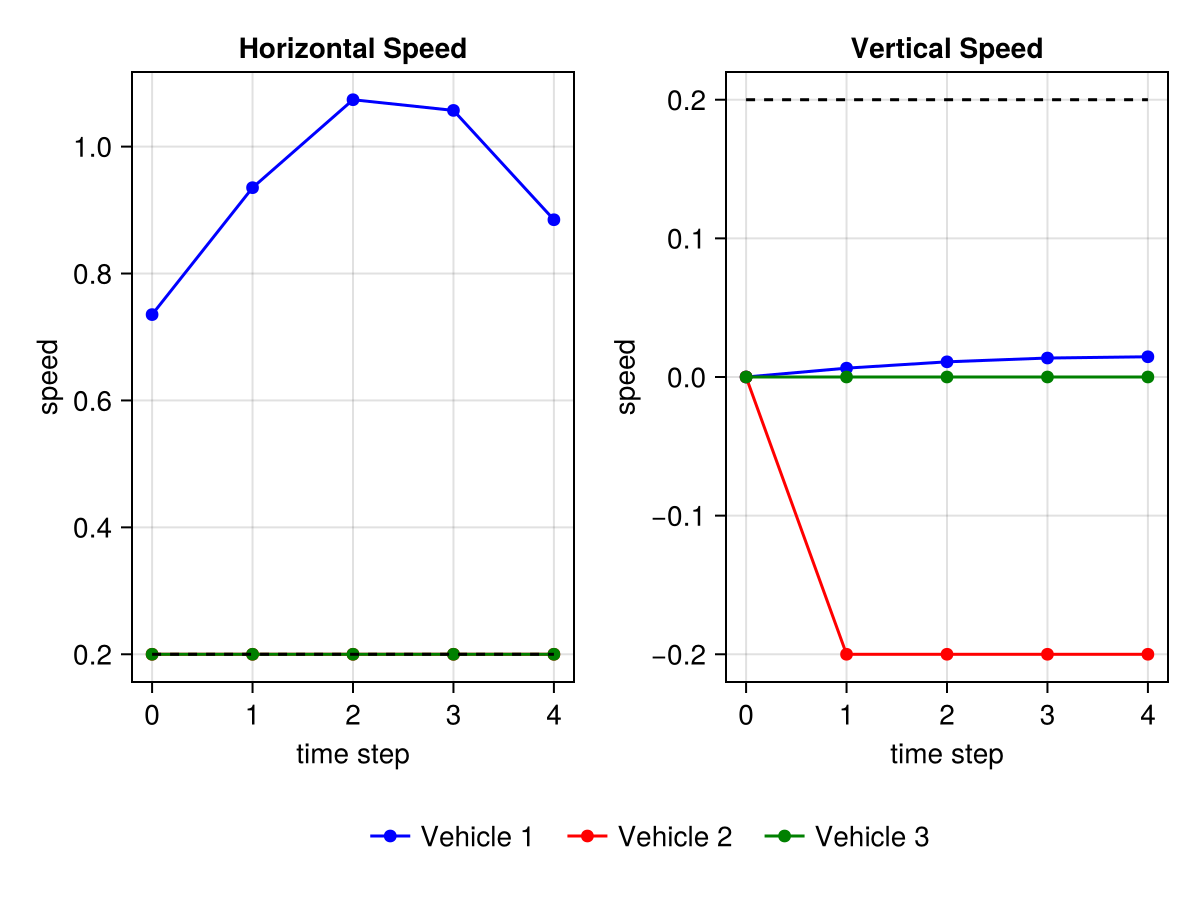 Horizontal Speed
1.0
0.8
0.6
0.4
0.2
speed
0 1 2 3 4
time step
Vertical Speed
0.2
0.1
0.0
−0.1
−0.2
speed
0 1 2 3 4
time step
Vehicle 1 Vehicle 2 Vehicle 3